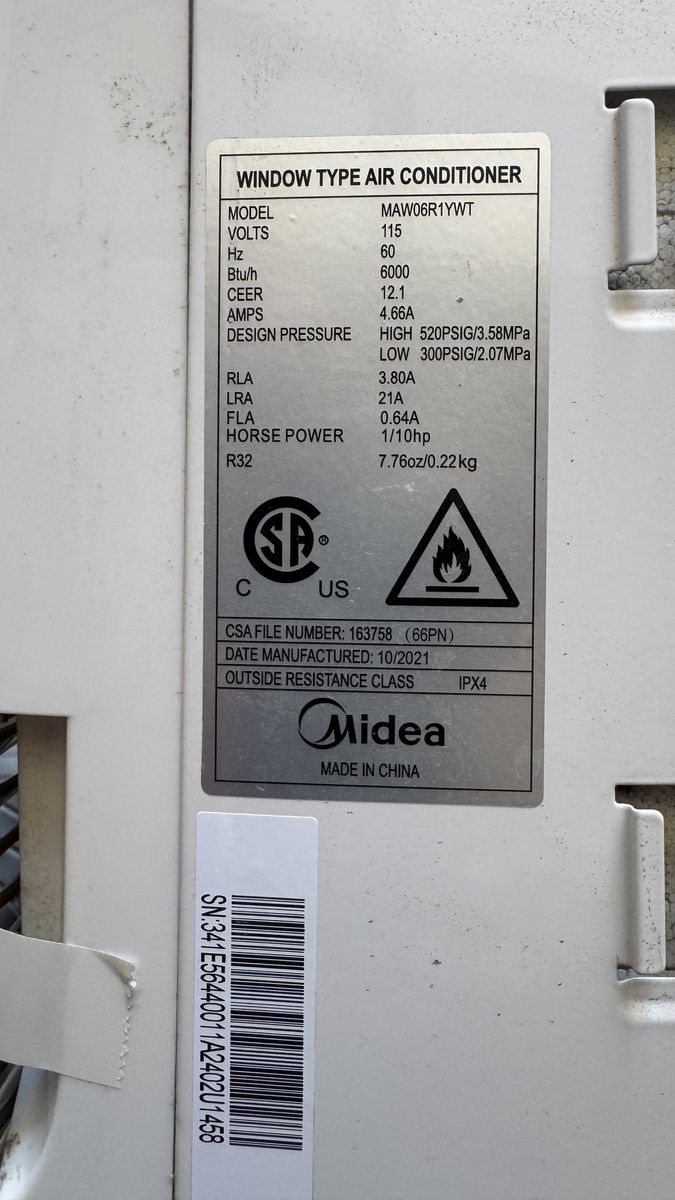 WINDOW TYPE AIR CONDITIONER
MODEL MAW06R1YWT
VOLTS 115
Hz 60
Btu/h 6000
CEER 12.1
AMPS 4.66A
DESIGN PRESSURE HIGH 520PSIG/3.58MPa
LOW 300PSIG/2.07MPa
RLA 3.80A
LRA 21A
FLA 0.64A
HORSE POWER 1/10hp
R32 7.76oz/0.22kg
SA ®
C US
CSA FILE NUMBER: 163758 (66PN)
DATE MANUFACTURED: 10/2021
OUTSIDE RESISTANCE CLASS IPX4
Midea
MADE IN CHINA
SN:341E56440011A2402U1458